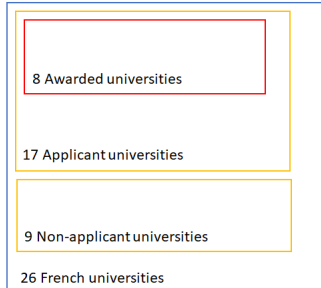 8 Awarded universities
17 Applicant universities
9 Non-applicant universities
26 French universities